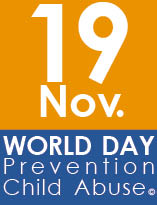 19
Nov.
WORLD DAY
Prevention
Child Abuse©